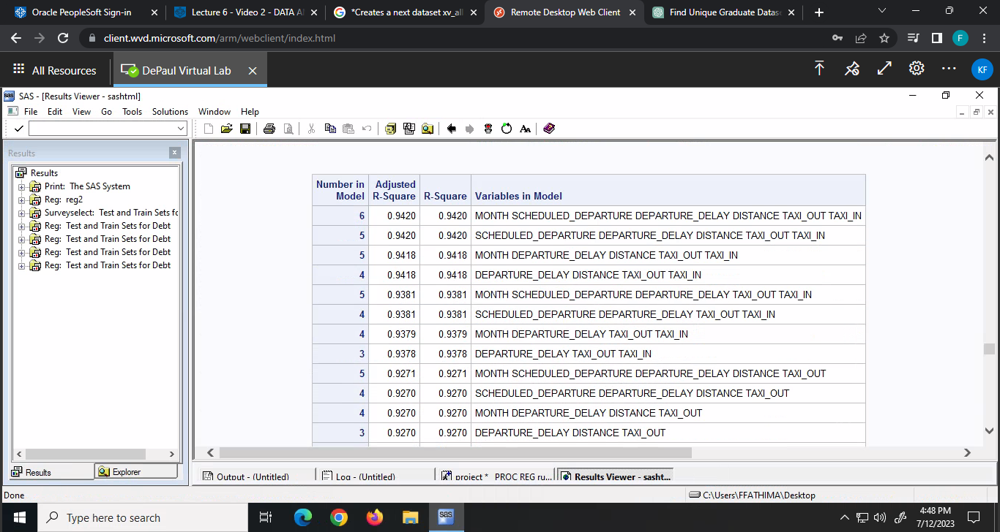 Oracle PeopleSoft Sign-in
Lecture 6 - Video 2 - DATA A
*Creates a next dataset xv_all
Remote Desktop Web Client
Find Unique Graduate Datase
client.wvd.microsoft.com/arm/webclient/index.html
F
All Resources
DePaul Virtual Lab
KF
SAS - [Results Viewer - sashtml]
File Edit View Go Tools Solutions Window Help
Results
Results
Print: The SAS System
Reg: reg2
Surveyselect: Test and Train Sets fo
Reg: Test and Train Sets for Debt
Reg: Test and Train Sets for Debt
Reg: Test and Train Sets for Debt
Reg: Test and Train Sets for Debt
Number in Model Adjusted R-Square R-Square Variables in Model
6 0.9420 0.9420 MONTH SCHEDULED_DEPARTURE DEPARTURE_DELAY DISTANCE TAXI_OUT TAXI_IN
5 0.9420 0.9420 SCHEDULED_DEPARTURE DEPARTURE_DELAY DISTANCE TAXI_OUT TAXI_IN
5 0.9418 0.9418 MONTH DEPARTURE_DELAY DISTANCE TAXI_OUT TAXI_IN
4 0.9418 0.9418 DEPARTURE_DELAY DISTANCE TAXI_OUT TAXI_IN
5 0.9381 0.9381 MONTH SCHEDULED_DEPARTURE DEPARTURE_DELAY TAXI_OUT TAXI_IN
4 0.9381 0.9381 SCHEDULED_DEPARTURE DEPARTURE_DELAY TAXI_OUT TAXI_IN
4 0.9379 0.9379 MONTH DEPARTURE_DELAY TAXI_OUT TAXI_IN
3 0.9378 0.9378 DEPARTURE_DELAY TAXI_OUT TAXI_IN
5 0.9271 0.9271 MONTH SCHEDULED_DEPARTURE DEPARTURE_DELAY DISTANCE TAXI_OUT
4 0.9270 0.9270 SCHEDULED_DEPARTURE DEPARTURE_DELAY DISTANCE TAXI_OUT
4 0.9270 0.9270 MONTH DEPARTURE_DELAY DISTANCE TAXI_OUT
3 0.9270 0.9270 DEPARTURE_DELAY DISTANCE TAXI_OUT
Results
Explorer
Output - (Untitled)
Log - (Untitled)
project * PROC REG ru...
Results Viewer - sasht...
Done
C:\Users\FFATHIMA\Desktop
Type here to search
sas
4:48 PM
7/12/2023